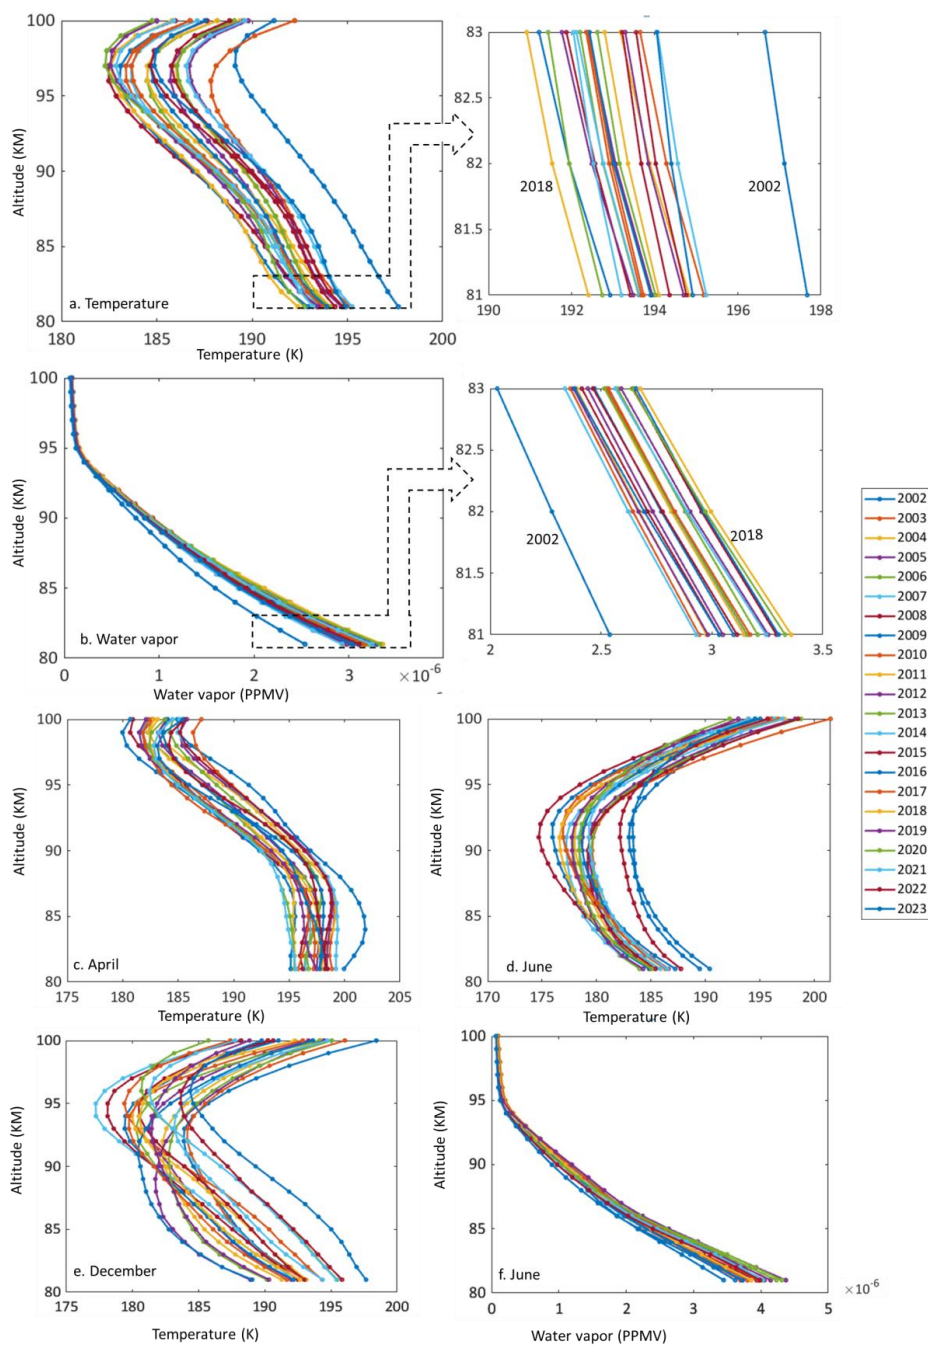 100
95
90
85
80
Altitude (KM)
a. Temperature
180 185 190 195 200
Temperature (K)
83
82.5
82
81.5
81
2018
2002
190 192 194 196 198
100
95
90
85
80
Altitude (KM)
b. Water vapor
0 1 2 3 ×10⁻⁶
Water vapor (PPMV)
83
82.5
82
81.5
81
2002
2018
2 2.5 3 3.5
2002
2003
2004
2005
2006
2007
2008
2009
2010
2011
2012
2013
2014
2015
2016
2017
2018
2019
2020
2021
2022
2023
100
95
90
85
80
Altitude (KM)
c. April
175 180 185 190 195 200 205
Temperature (K)
100
95
90
85
80
Altitude (KM)
d. June
170 175 180 185 190 195 200
Temperature (K)
100
95
90
85
80
Altitude (KM)
e. December
175 180 185 190 195 200
Temperature (K)
100
95
90
85
80
Altitude (KM)
f. June
×10⁻⁶
0 1 2 3 4 5
Water vapor (PPMV)